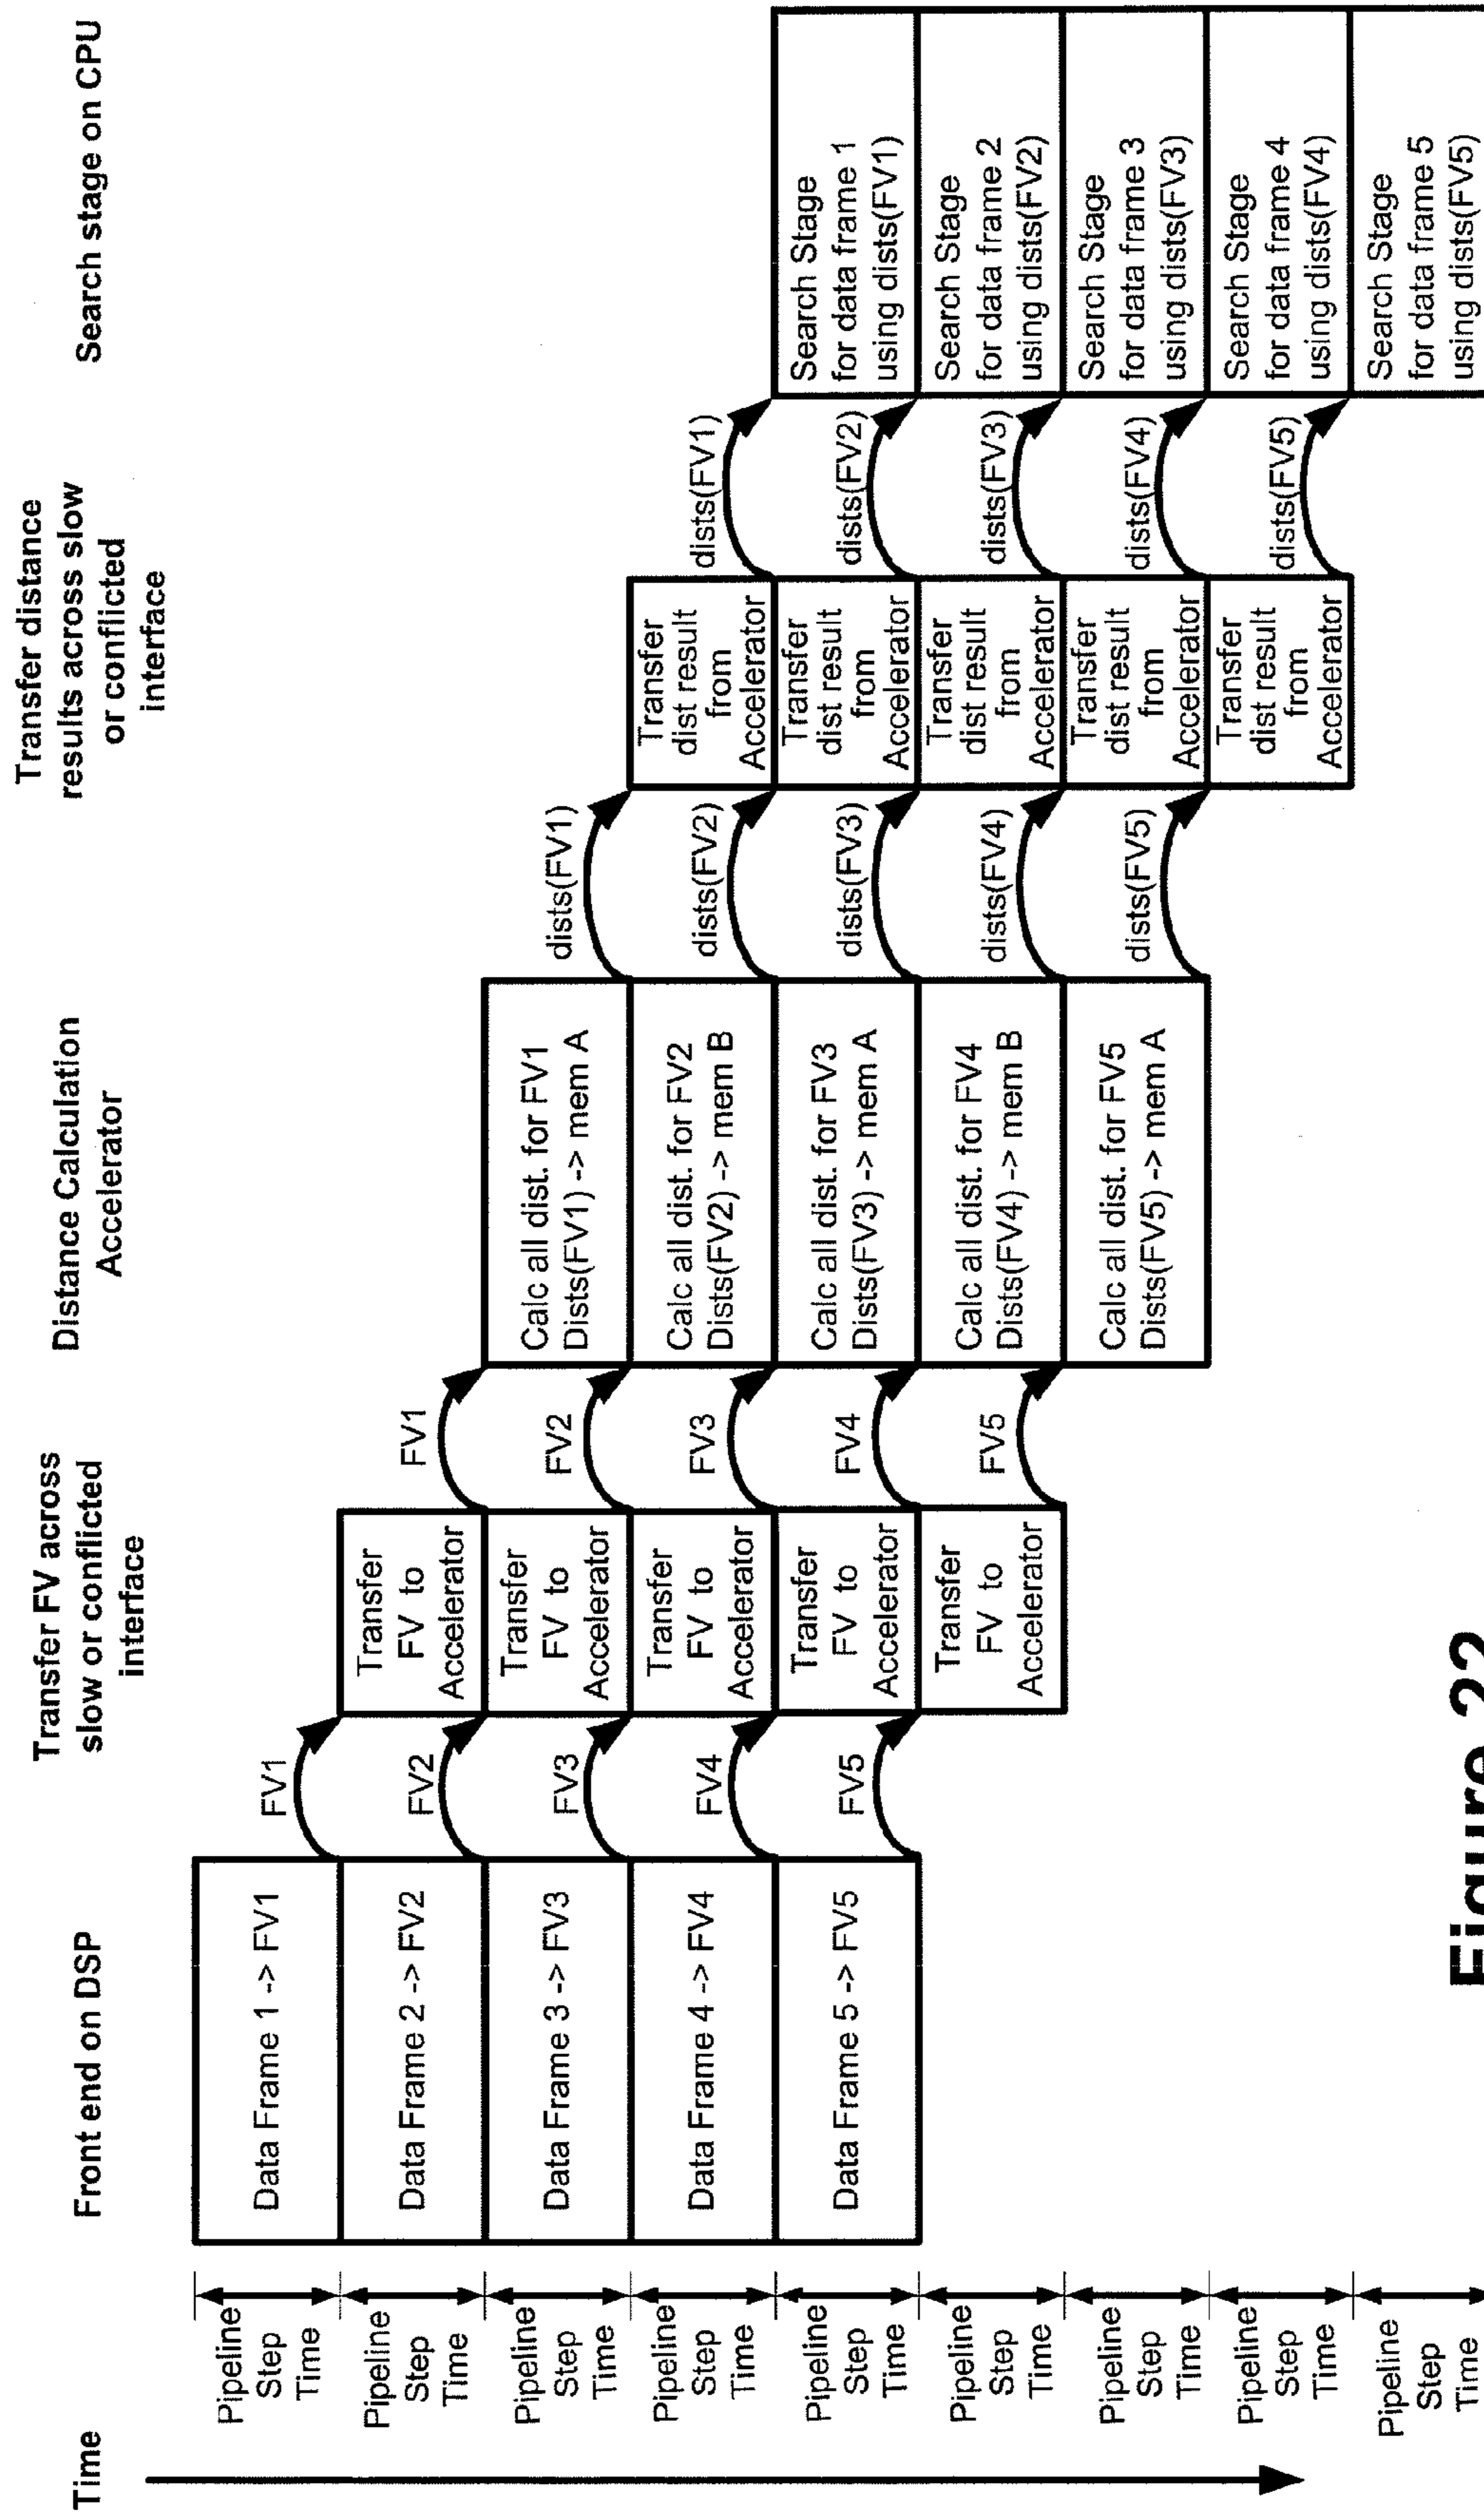 Time
Front end on DSP
Transfer FV across
slow or conflicted
interface
Distance Calculation
Accelerator
Transfer distance
results across slow
or conflicted
interface
Search stage on CPU
Pipeline
Step
Time
Pipeline
Step
Time
Pipeline
Step
Time
Pipeline
Step
Time
Pipeline
Step
Time
Pipeline
Step
Time
Pipeline
Step
Time
Pipeline
Step
Time
Pipeline
Step
Time
Data Frame 1 -> FV1
Data Frame 2 -> FV2
Data Frame 3 -> FV3
Data Frame 4 -> FV4
Data Frame 5 -> FV5
FV1
FV2
FV3
FV4
FV5
Transfer
FV to
Accelerator
Transfer
FV to
Accelerator
Transfer
FV to
Accelerator
Transfer
FV to
Accelerator
Transfer
FV to
Accelerator
FV1
FV2
FV3
FV4
FV5
Calc all dist. for FV1
Dists(FV1) -> mem A
Calc all dist. for FV2
Dists(FV2) -> mem B
Calc all dist. for FV3
Dists(FV3) -> mem A
Calc all dist. for FV4
Dists(FV4) -> mem B
Calc all dist. for FV5
Dists(FV5) -> mem A
dists(FV1)
dists(FV2)
dists(FV3)
dists(FV4)
dists(FV5)
Transfer
dist result
from
Accelerator
Transfer
dist result
from
Accelerator
Transfer
dist result
from
Accelerator
Transfer
dist result
from
Accelerator
Transfer
dist result
from
Accelerator
dists(FV1)
dists(FV2)
dists(FV3)
dists(FV4)
dists(FV5)
Search Stage
for data frame 1
using dists(FV1)
Search Stage
for data frame 2
using dists(FV2)
Search Stage
for data frame 3
using dists(FV3)
Search Stage
for data frame 4
using dists(FV4)
Search Stage
for data frame 5
using dists(FV5)
Figure 22